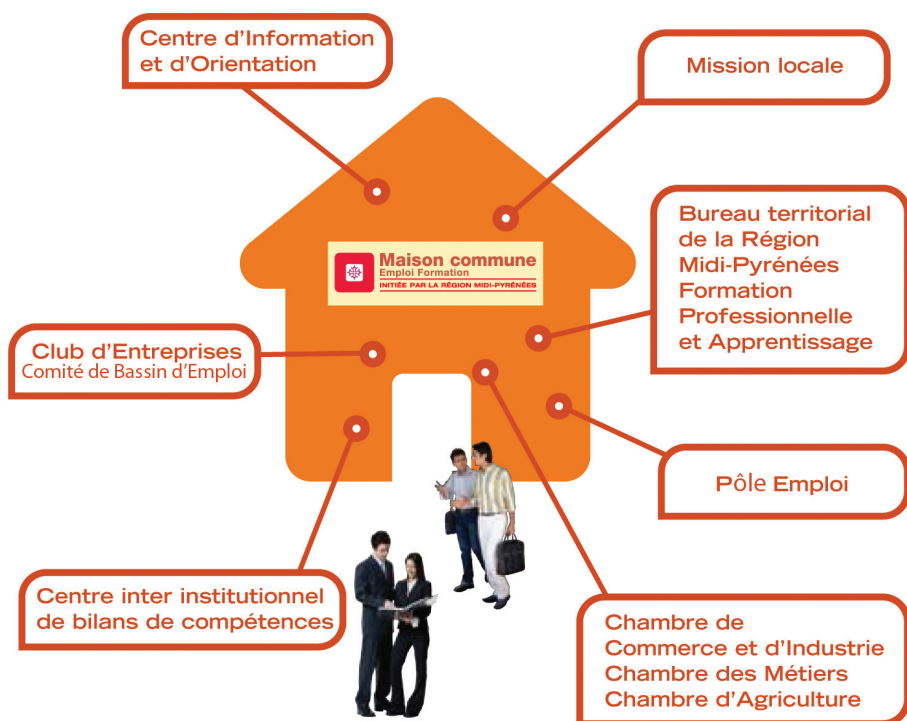 Centre d'Information
et d'Orientation
Mission locale
Maison commune
Emploi Formation
INITIÉE PAR LA RÉGION MIDI-PYRÉNÉES
Bureau territorial
de la Région
Midi-Pyrénées
Formation
Professionnelle
et Apprentissage
Club d'Entreprises
Comité de Bassin d'Emploi
Pôle Emploi
Centre inter institutionnel
de bilans de compétences
Chambre de
Commerce et d'Industrie
Chambre des Métiers
Chambre d'Agriculture